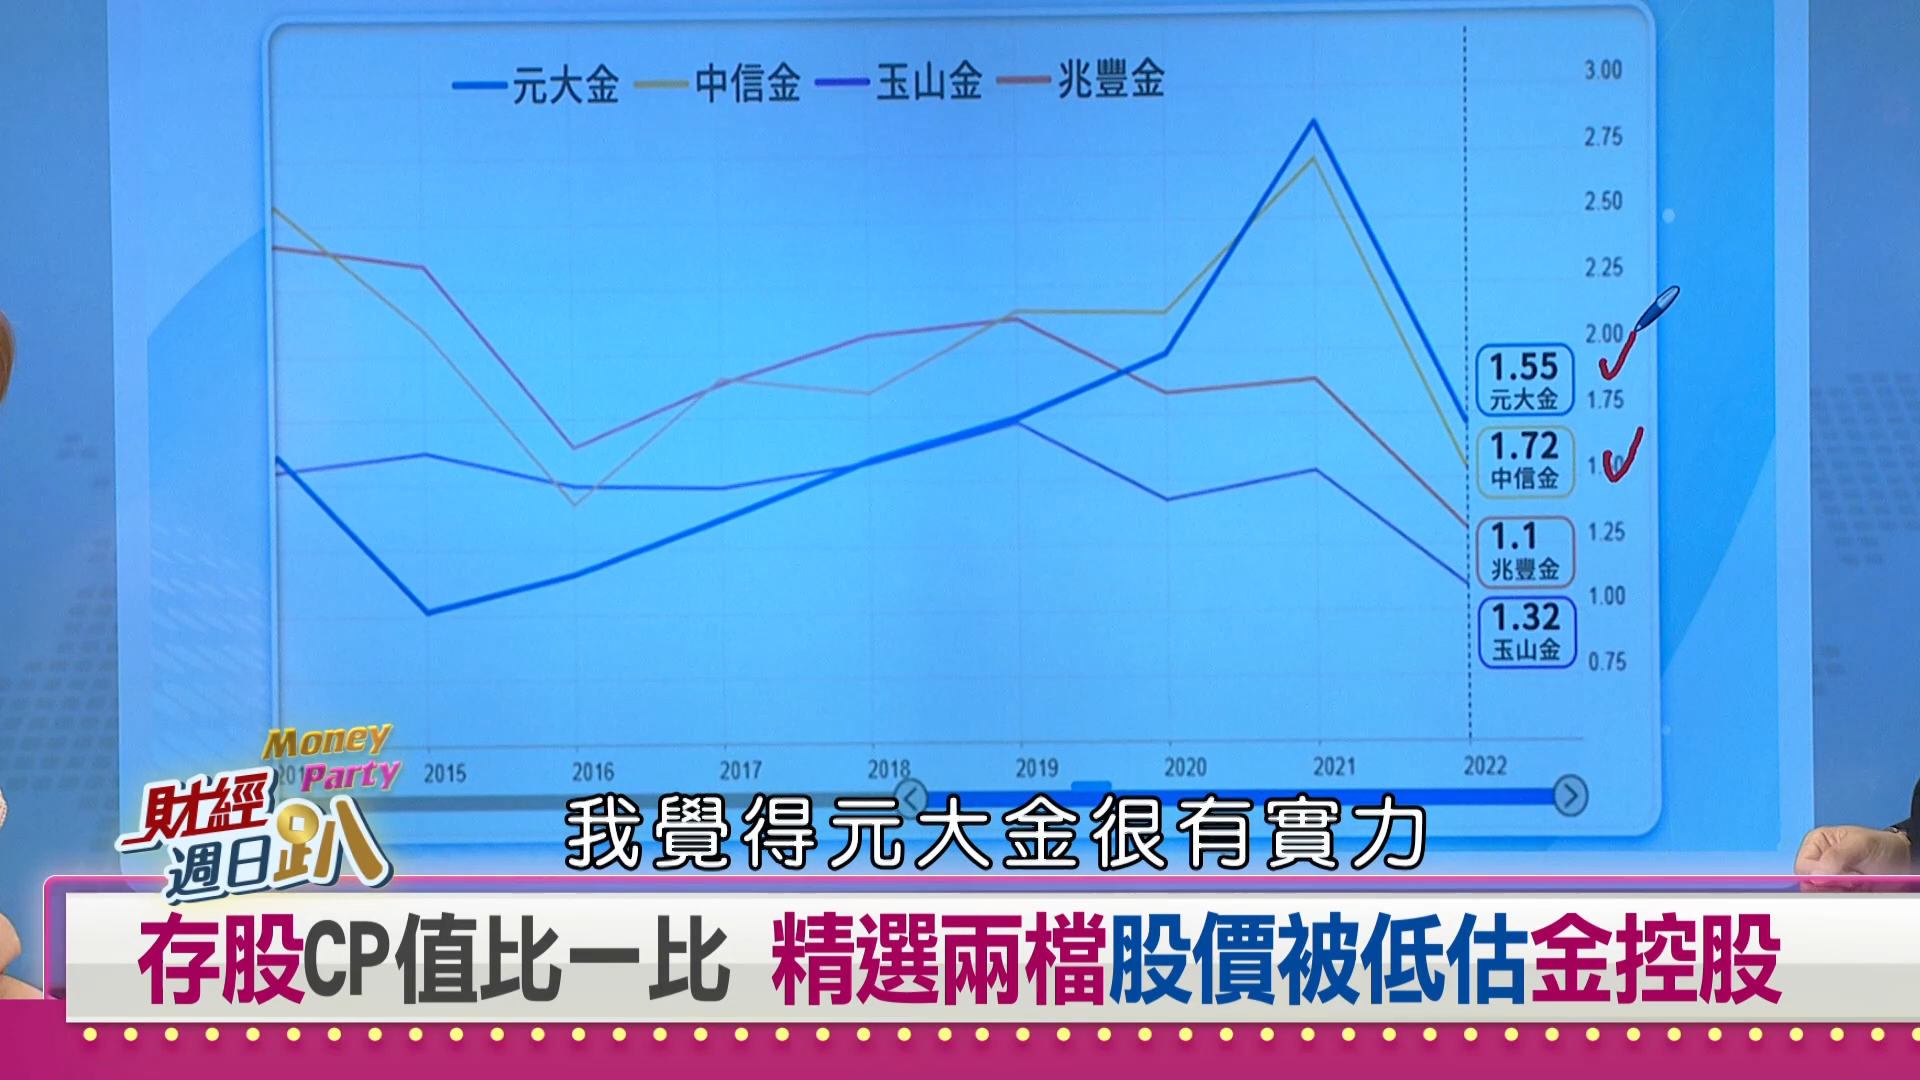 元大金 中信金 玉山金 兆豐金
3.00
2.75
2.50
2.25
2.00
1.55
元大金
1.75
1.72
中信金
1.1
兆豐金
1.25
1.00
1.32
玉山金
0.75
2015 2016 2017 2018 2019 2020 2021 2022
Money
Party
財經
週日趴
我覺得元大金很有實力
存股CP值比一比 精選兩檔股價被低估金控股